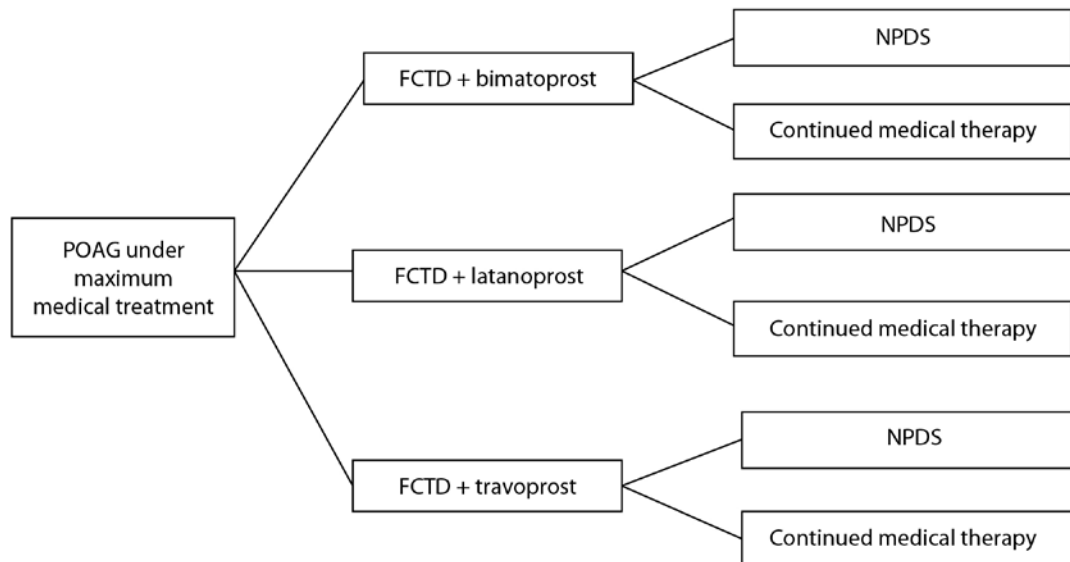 POAG under
maximum
medical treatment
FCTD + bimatoprost
NPDS
Continued medical therapy
FCTD + latanoprost
NPDS
Continued medical therapy
FCTD + travoprost
NPDS
Continued medical therapy